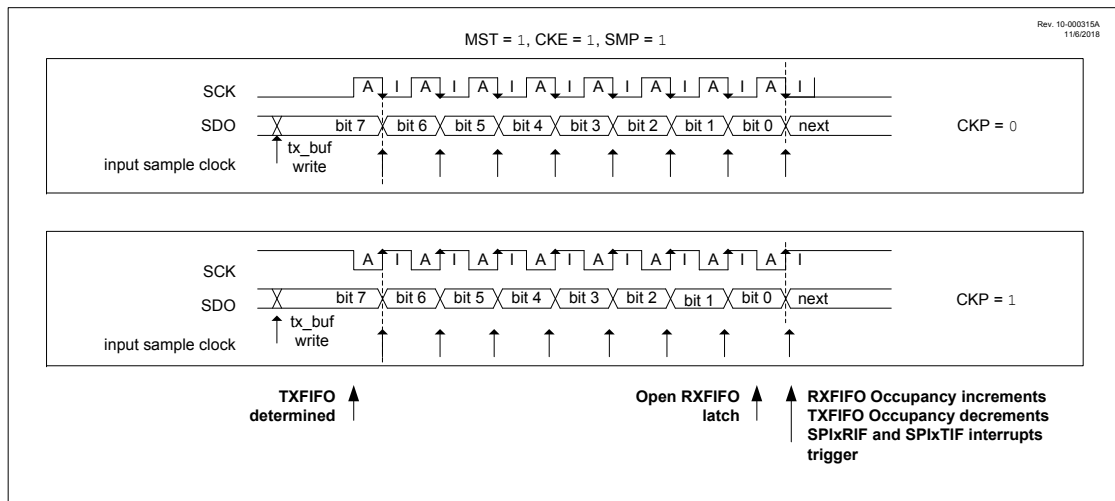 Rev. 10-000315A
11/6/2018
MST = 1, CKE = 1, SMP = 1
SCK A I A I A I A I A I A I A I A I
SDO bit 7 bit 6 bit 5 bit 4 bit 3 bit 2 bit 1 bit 0 next
CKP = 0
tx_buf
write
input sample clock
SCK A I A I A I A I A I A I A I A I
SDO bit 7 bit 6 bit 5 bit 4 bit 3 bit 2 bit 1 bit 0 next
CKP = 1
tx_buf
write
input sample clock
TXFIFO
determined
Open RXFIFO
latch
RXFIFO Occupancy increments
TXFIFO Occupancy decrements
SPIxRIF and SPIxTIF interrupts
trigger